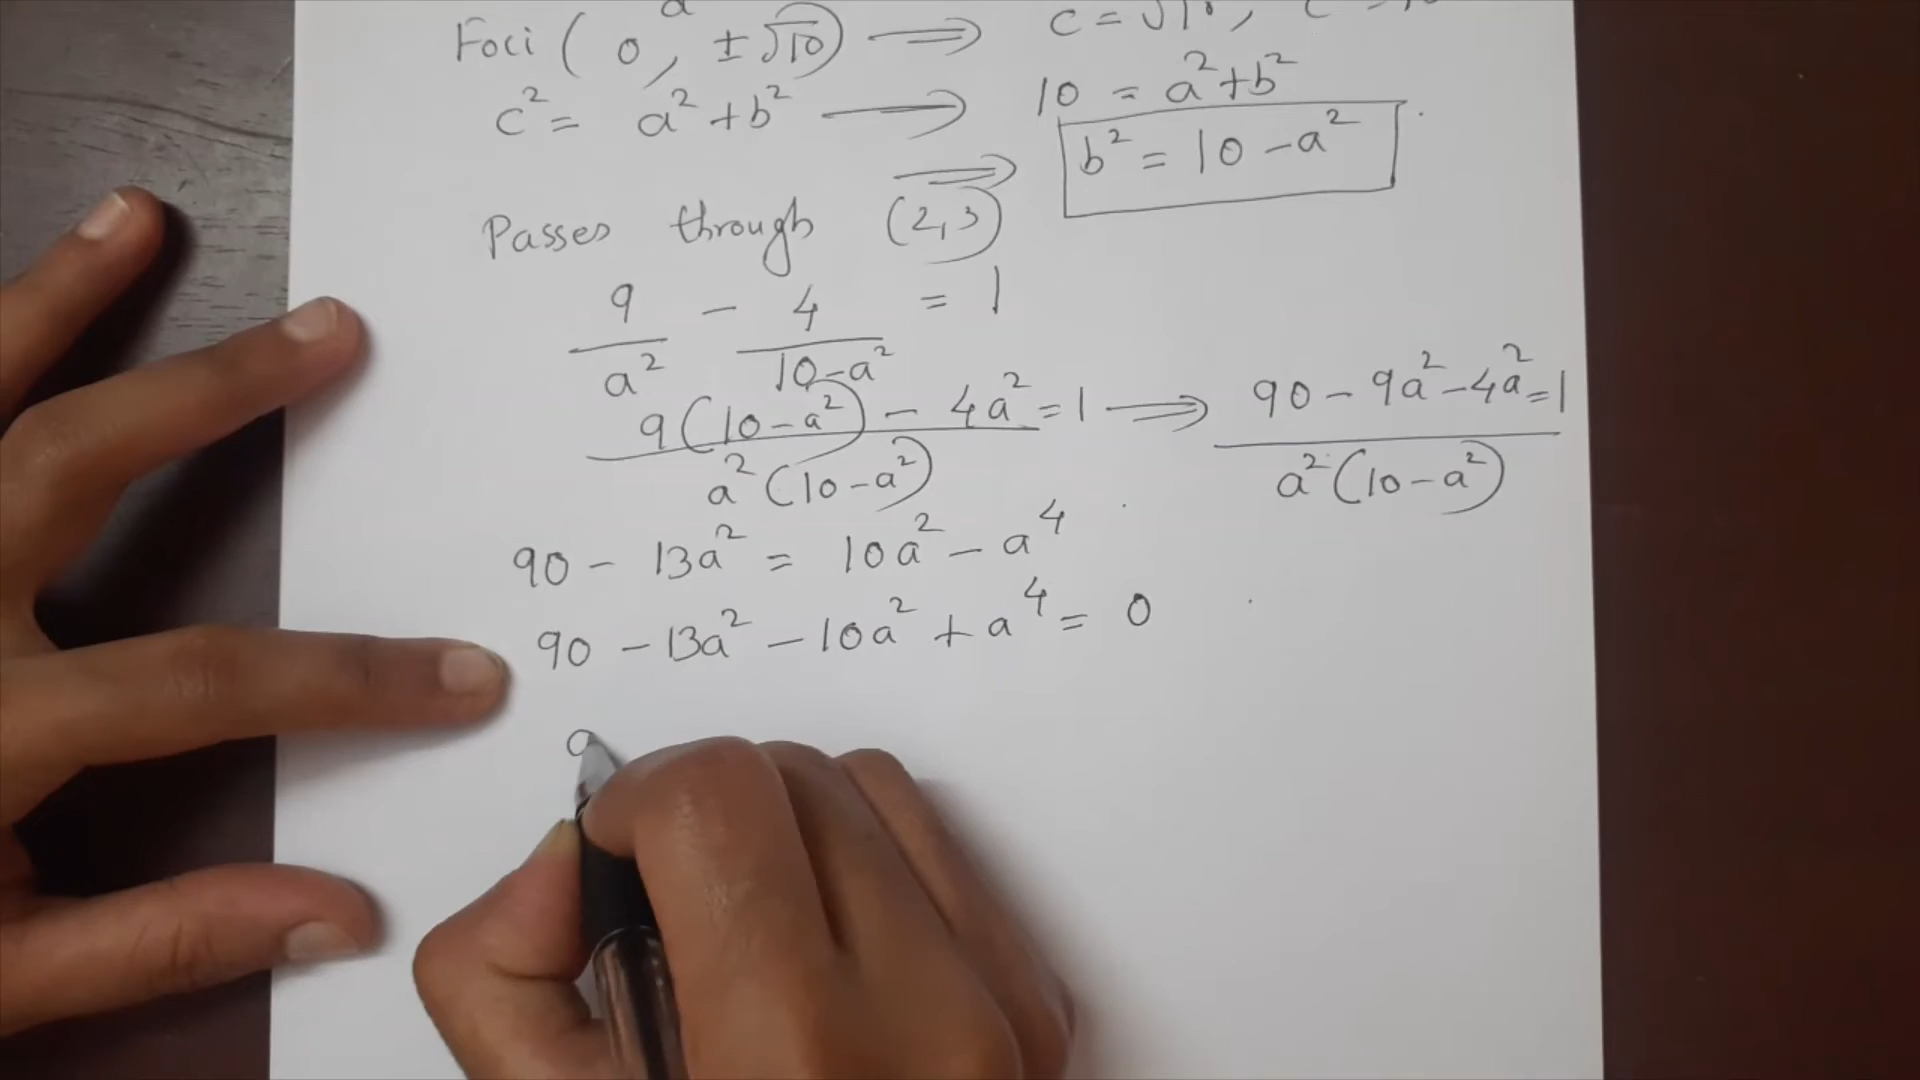 Foci ( 0, ±√10) ⟹ c = √10,
c² = a² + b² ⟶ 10 = a² + b²
b² = 10 - a²
Passes through (2,3) ⟹
9/a² - 4/(10-a²) = 1
9(10-a²) - 4a² / a²(10-a²) = 1 ⟹ 90 - 9a² - 4a² / a²(10-a²) = 1
90 - 13a² = 10a² - a⁴
90 - 13a² - 10a² + a⁴ = 0
a